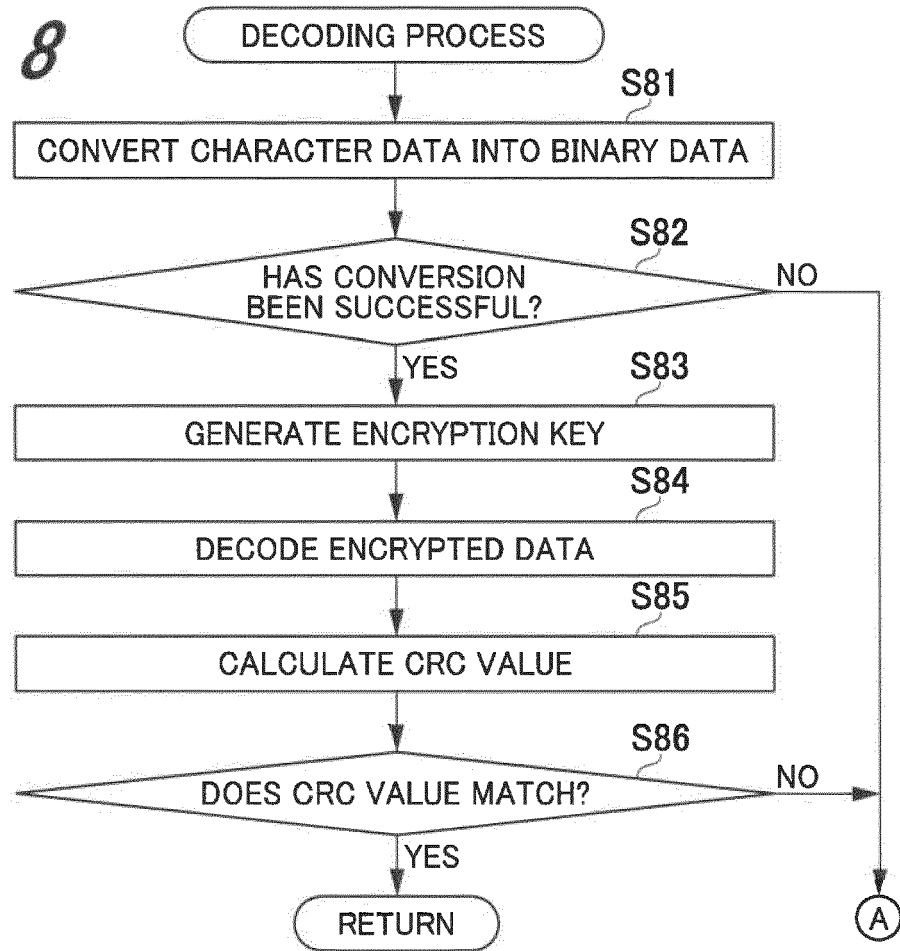 8
DECODING PROCESS
S81
CONVERT CHARACTER DATA INTO BINARY DATA
S82
HAS CONVERSION
BEEN SUCCESSFUL?
NO
YES
S83
GENERATE ENCRYPTION KEY
S84
DECODE ENCRYPTED DATA
S85
CALCULATE CRC VALUE
S86
DOES CRC VALUE MATCH?
NO
YES
RETURN
A